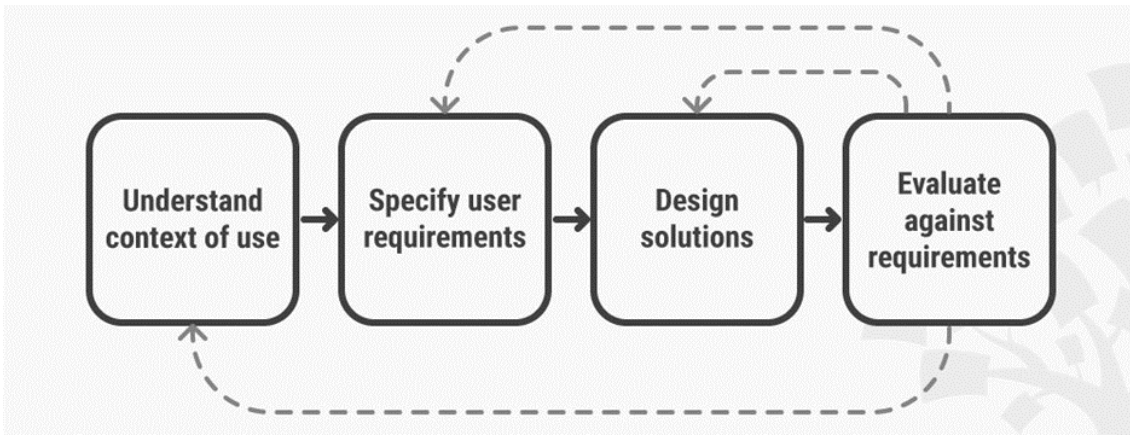 Understand
context of use
Specify user
requirements
Design
solutions
Evaluate
against
requirements